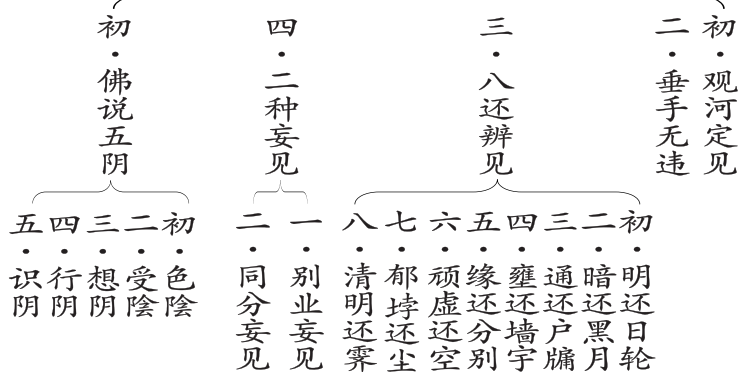 初·观河定见
二·垂手无违
三·八还辨见
初·明还日轮
二·暗还黑月
三·通还户牖
四·壅还墙宇
五·缘还分别
六·顽虚还空
七·郁㶿还尘
八·清明还霁
四·二种妄见
一·别业妄见
二·同分妄见
初·佛说五阴
初·色陰
二·受陰
三·想阴
四·行阴
五·识阴